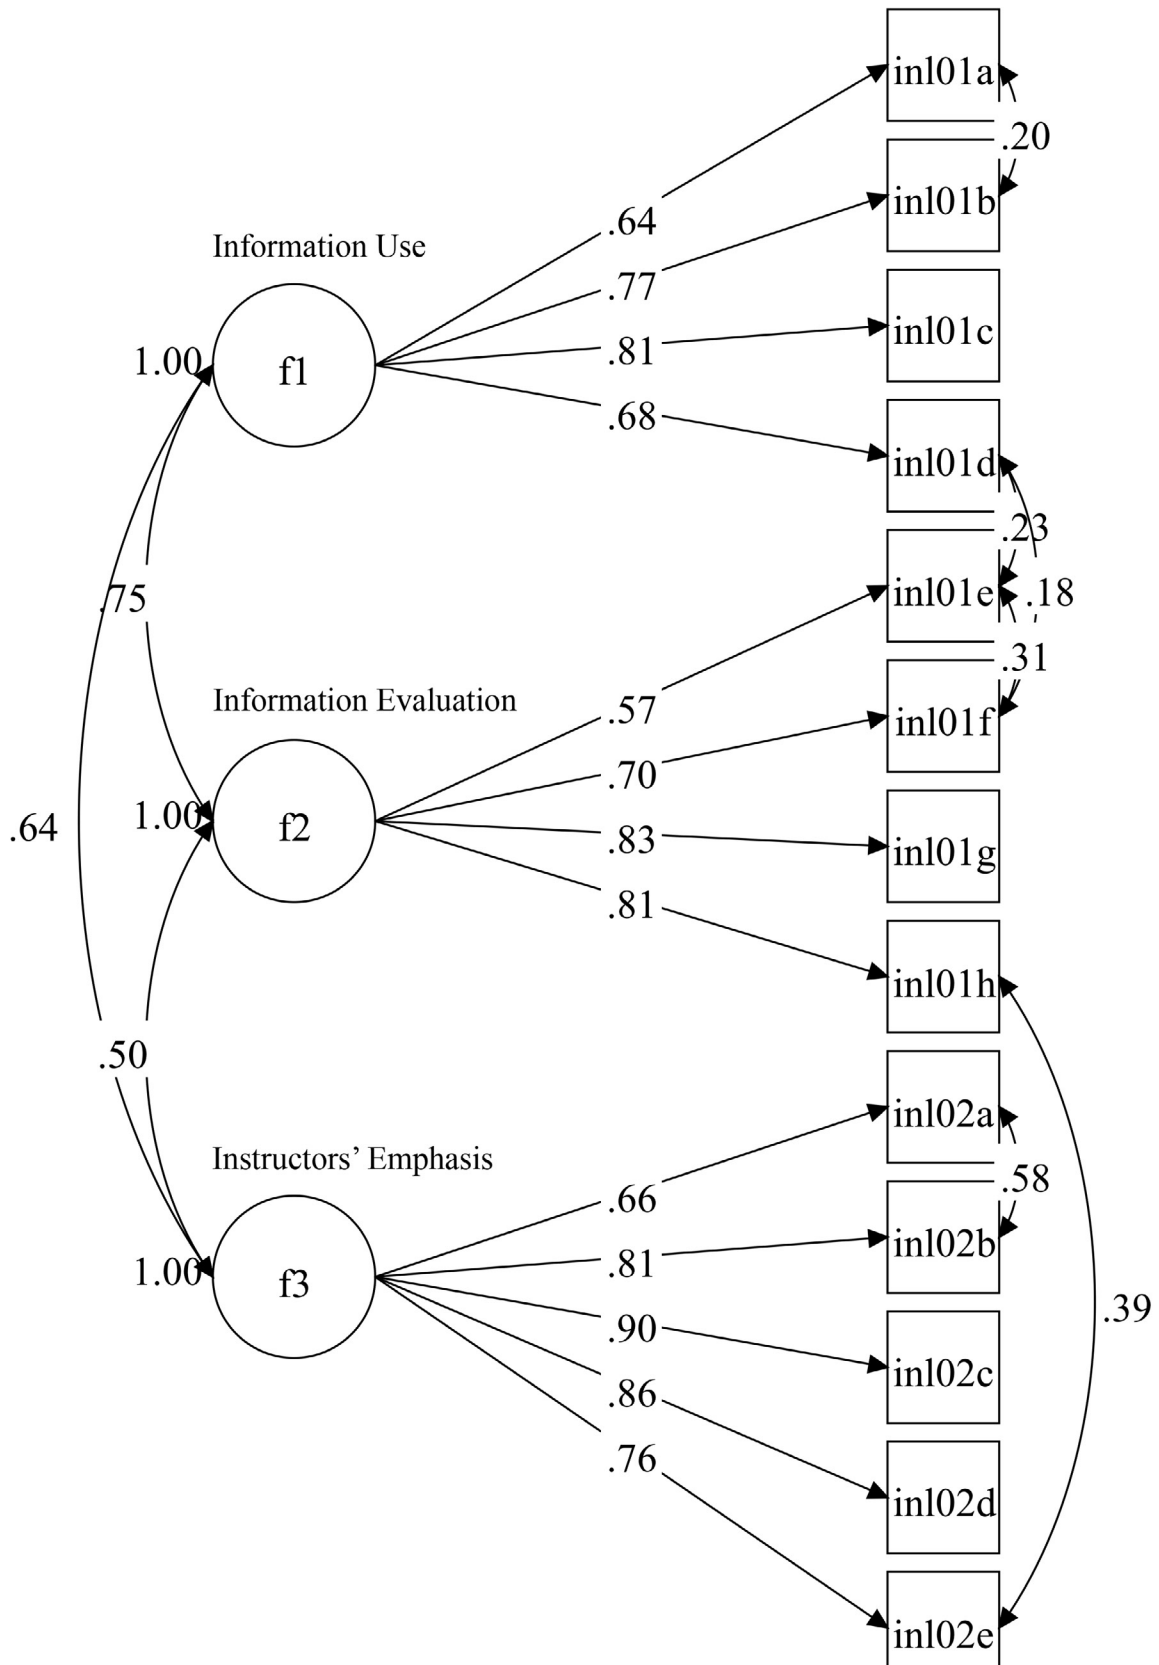 inl01a
.20
inl01b
.64
Information Use
.77
inl01c
.81
1.00
f1
.68
inl01d
.23
.75
inl01e
.18
.31
Information Evaluation
.57
inl01f
.70
1.00
f2
.64
.83
inl01g
.81
inl01h
.50
inl02a
Instructors’ Emphasis
.58
.66
inl02b
.81
1.00
f3
.39
.90
inl02c
.86
.76
inl02d
inl02e